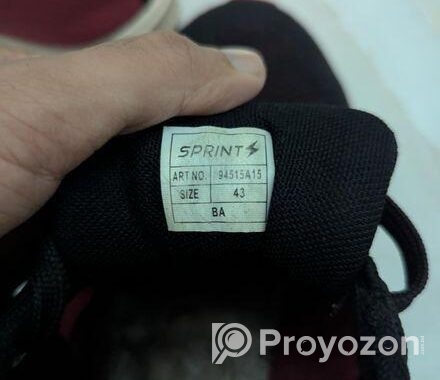 SPRINT
ART NO. 94515A15
SIZE 43
BA
Proyozon